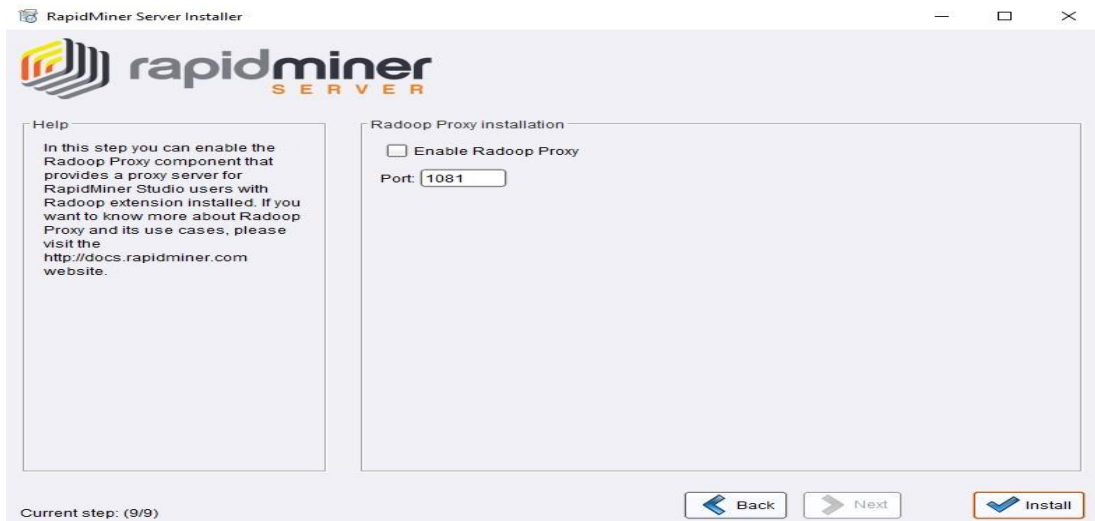 RapidMiner Server Installer
rapidminer
SERVER
Help
In this step you can enable the
Radoop Proxy component that
provides a proxy server for
RapidMiner Studio users with
Radoop extension installed. If you
want to know more about Radoop
Proxy and its use cases, please
visit the
http://docs.rapidminer.com
website.
Radoop Proxy installation
Enable Radoop Proxy
Port: 1081
Current step: (9/9)
Back
Next
Install